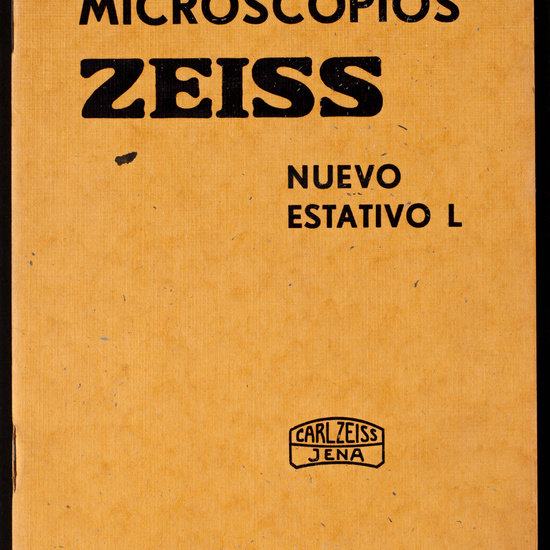 MICROSCOPIOS
ZEISS
NUEVO
ESTATIVO L
CARL ZEISS
JENA